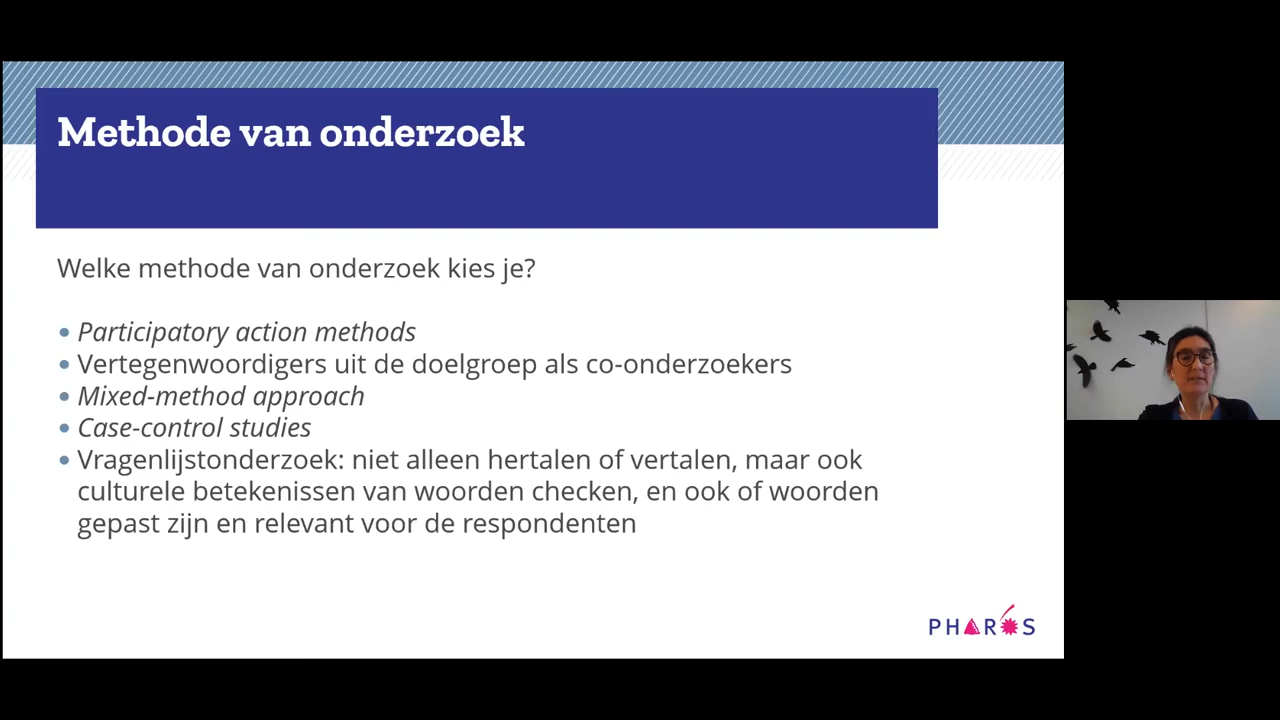 Methode van onderzoek
Welke methode van onderzoek kies je?
• Participatory action methods
• Vertegenwoordigers uit de doelgroep als co-onderzoekers
• Mixed-method approach
• Case-control studies
• Vragenlijstonderzoek: niet alleen hertalen of vertalen, maar ook
culturele betekenissen van woorden checken, en ook of woorden
gepast zijn en relevant voor de respondenten
PHAROS